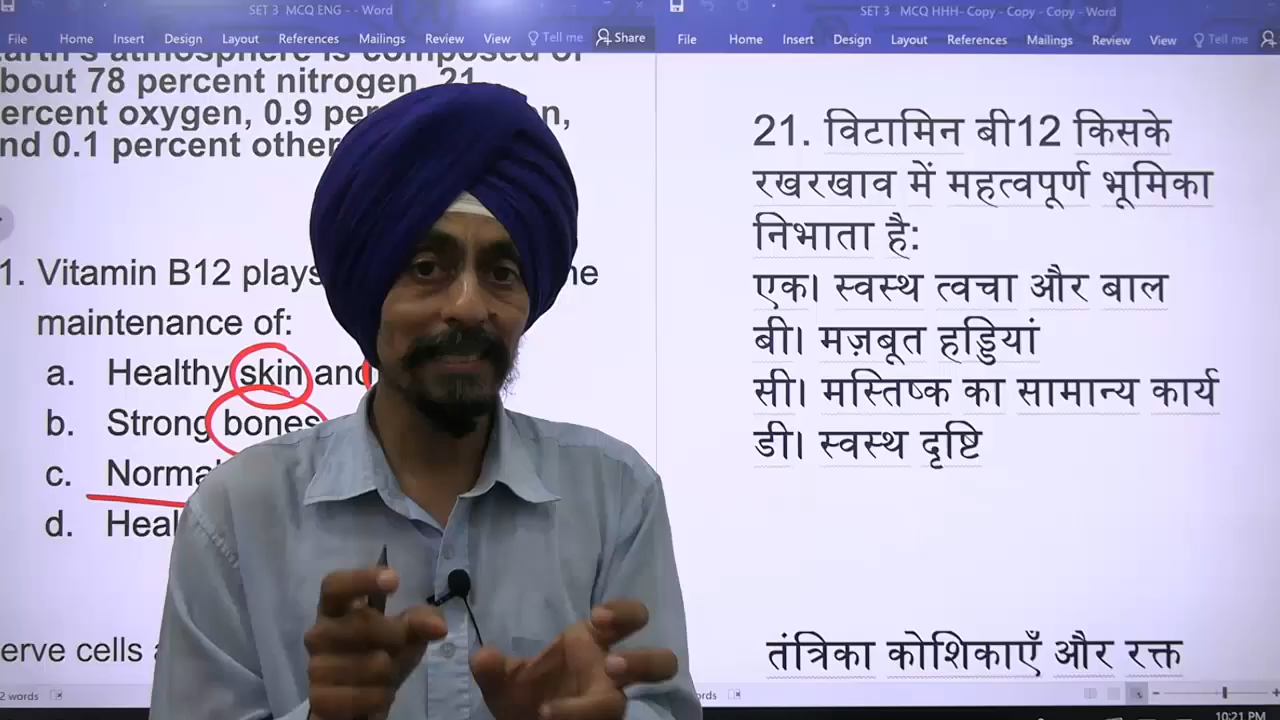 SET 3 MCQ ENG - - Word
File Home Insert Design Layout References Mailings Review View Tell me Share
about 78 percent nitrogen, 21
percent oxygen, 0.9
and 0.1 percent other
1. Vitamin B12 plays
maintenance of:
a. Healthy skin and
b. Strong bones
c.
d.
erve cells
2 words
SET 3 MCQ HHH- Copy - Copy - Copy - Word
File Home Insert Design Layout References Mailings Review View Tell me
21. विटामिन बी12 किसके
रखरखाव में महत्वपूर्ण भूमिका
निभाता है:
एक। स्वस्थ त्वचा और बाल
बी। मज़बूत हड्डियां
सी। मस्तिष्क का सामान्य कार्य
डी। स्वस्थ दृष्टि
तंत्रिका कोशिकाएँ और रक्त
ords
10:21 PM